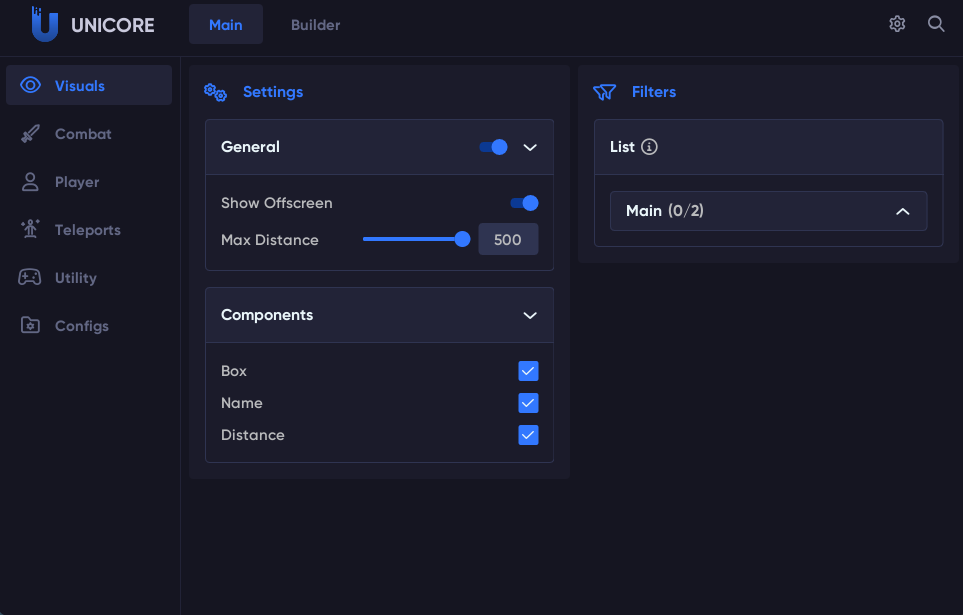 UNICORE
Main
Builder
Visuals
Combat
Player
Teleports
Utility
Configs
Settings
General
Show Offscreen
Max Distance 500
Components
Box
Name
Distance
Filters
List
Main (0/2)